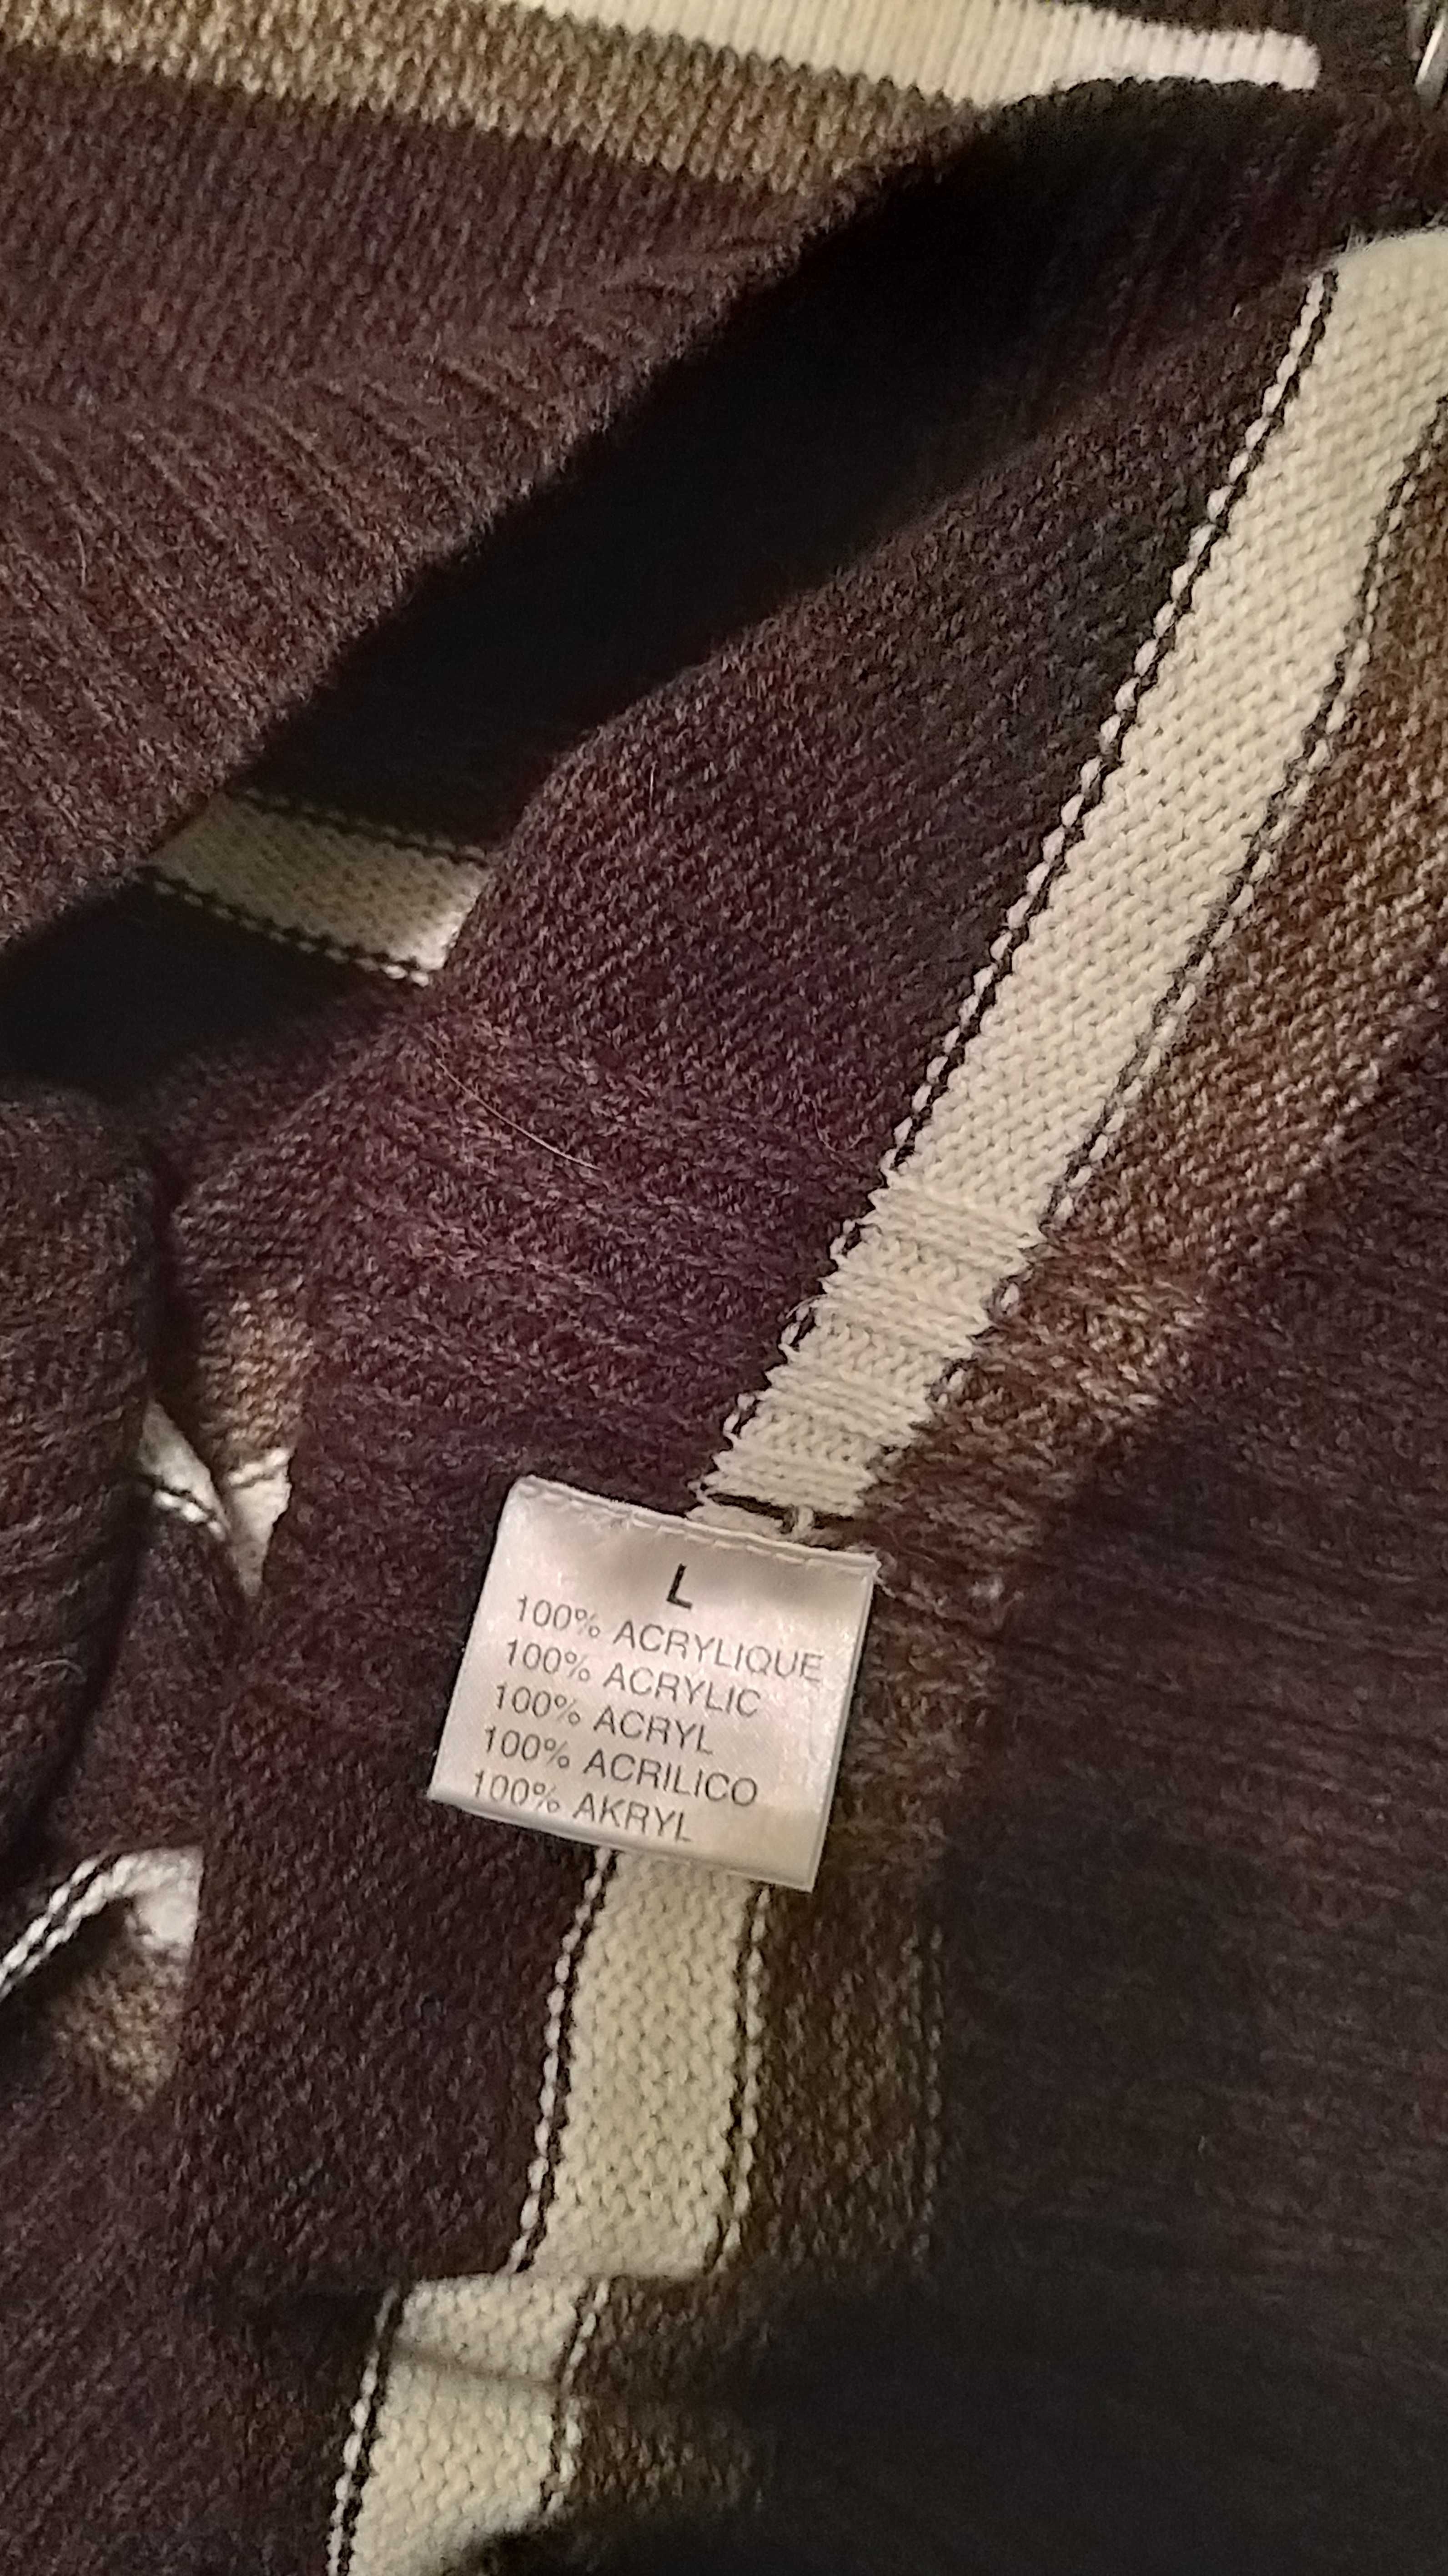 L
100% ACRYLIQUE
100% ACRYLIC
100% ACRYL
100% ACRILICO
100% AKRYL